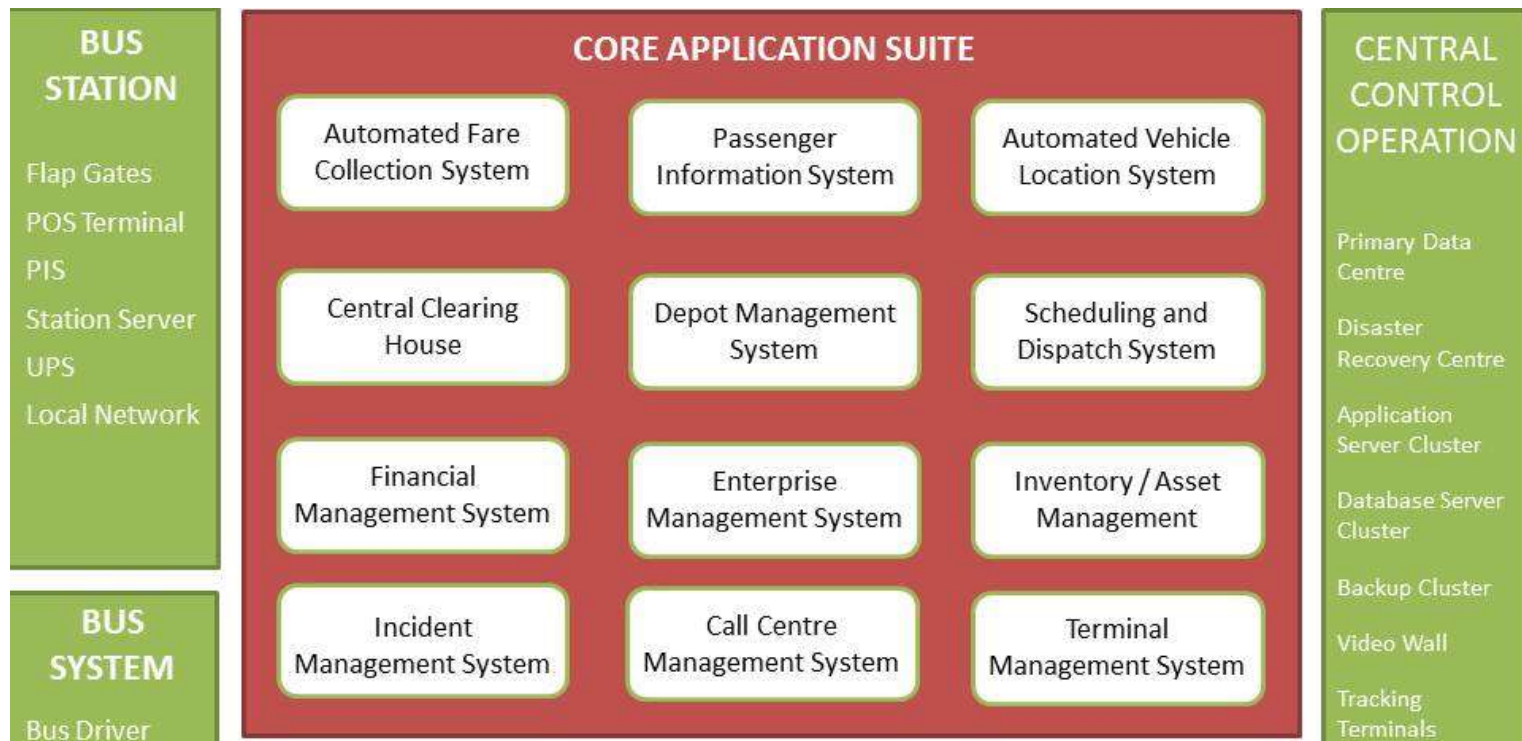 BUS
STATION
Flap Gates
POS Terminal
PIS
Station Server
UPS
Local Network
BUS
SYSTEM
Bus Driver
CORE APPLICATION SUITE
Automated Fare
Collection System
Passenger
Information System
Automated Vehicle
Location System
Central Clearing
House
Depot Management
System
Scheduling and
Dispatch System
Financial
Management System
Enterprise
Management System
Inventory / Asset
Management
Incident
Management System
Call Centre
Management System
Terminal
Management System
CENTRAL
CONTROL
OPERATION
Primary Data
Centre
Disaster
Recovery Centre
Application
Server Cluster
Database Server
Cluster
Backup Cluster
Video Wall
Tracking
Terminals